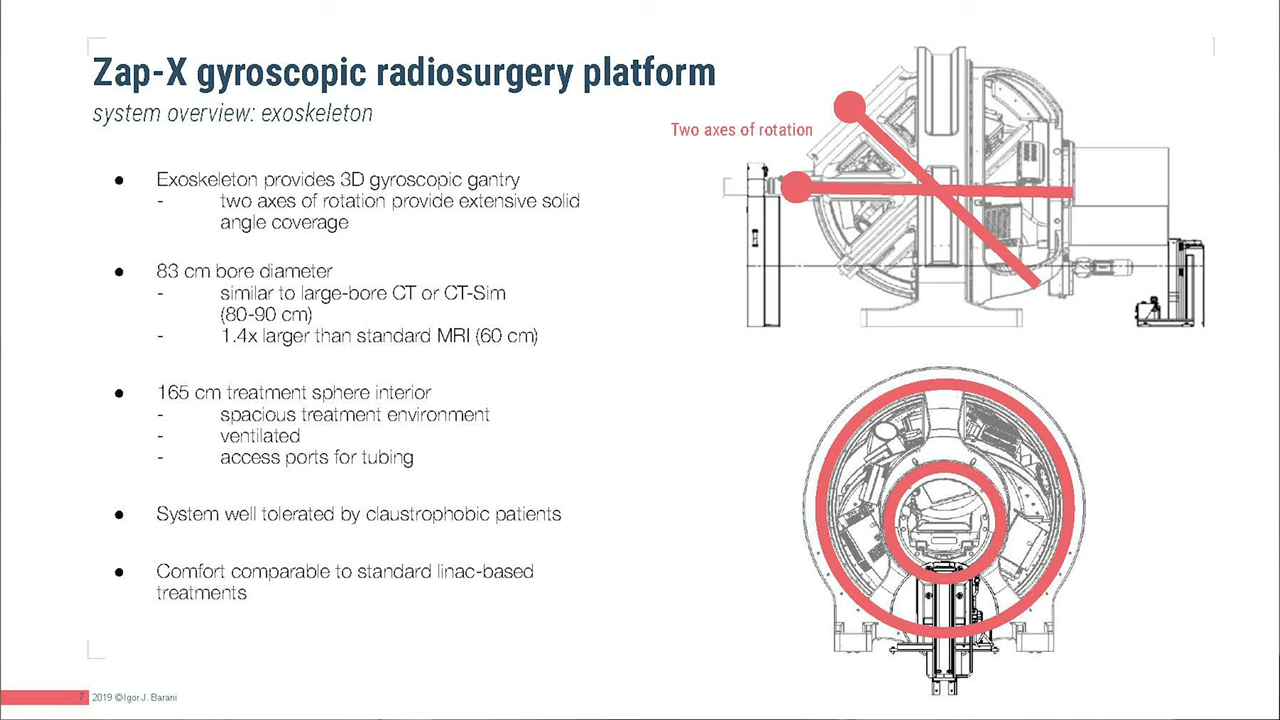 Zap-X gyroscopic radiosurgery platform
system overview: exoskeleton
Two axes of rotation
● Exoskeleton provides 3D gyroscopic gantry
- two axes of rotation provide extensive solid
angle coverage
● 83 cm bore diameter
- similar to large-bore CT or CT-Sim
(80-90 cm)
- 1.4x larger than standard MRI (60 cm)
● 165 cm treatment sphere interior
- spacious treatment environment
- ventilated
- access ports for tubing
● System well tolerated by claustrophobic patients
● Comfort comparable to standard linac-based
treatments
7 2019 ©Igor J. Barani